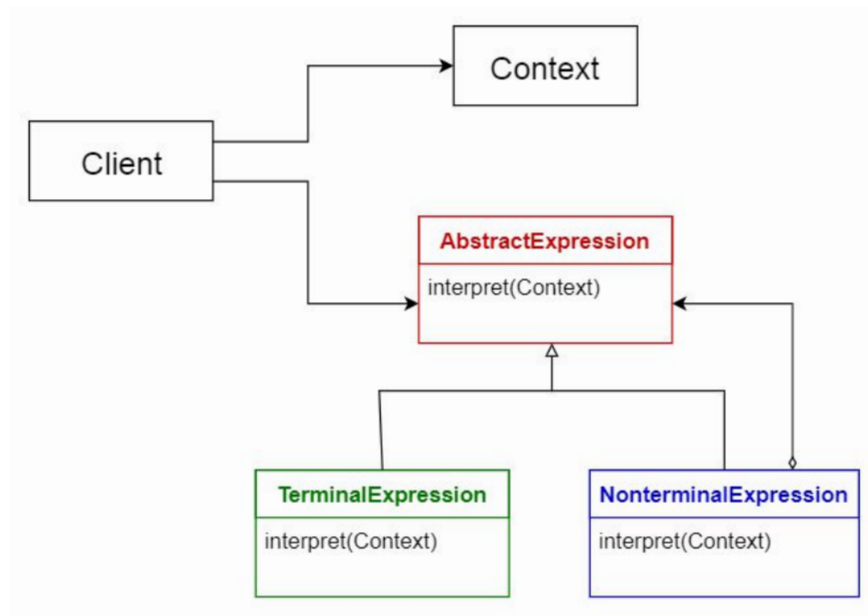 Context
Client
AbstractExpression
interpret(Context)
TerminalExpression
interpret(Context)
NonterminalExpression
interpret(Context)